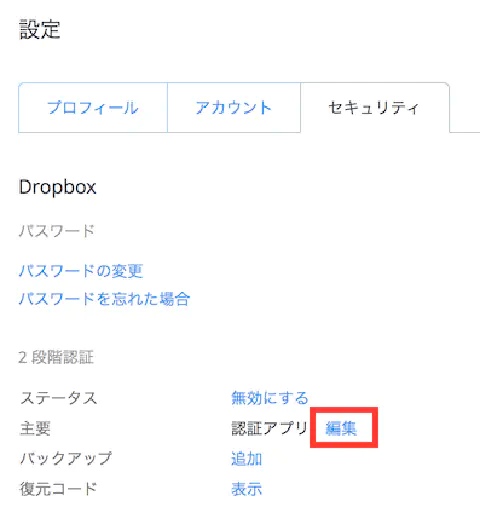 設定
プロフィール アカウント セキュリティ
Dropbox
パスワード
パスワードの変更
パスワードを忘れた場合
2 段階認証
ステータス 無効にする
主要 認証アプリ 編集
バックアップ 追加
復元コード 表示